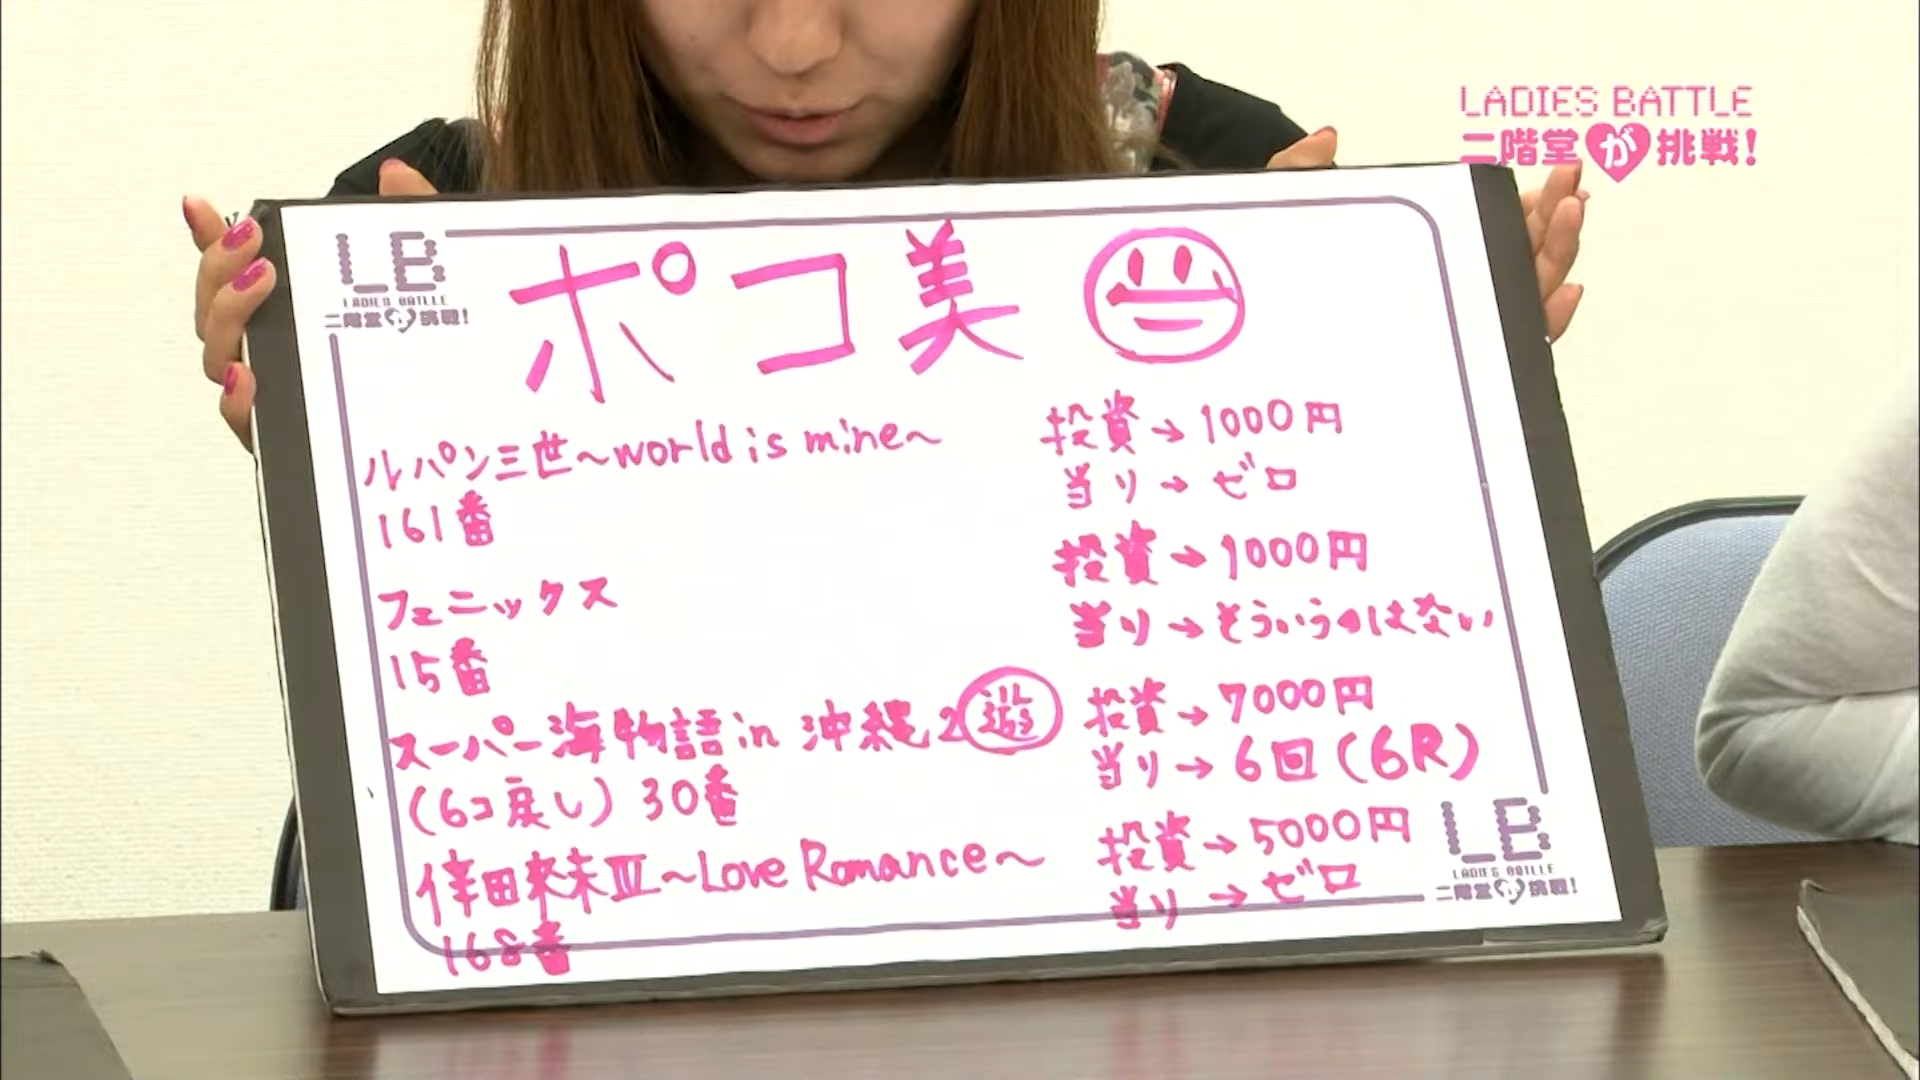 LADIES BATTLE
二階堂が挑戦!
LB
LADIES BATTLE
二階堂が挑戦!
ポコ美
ルパン三世〜world is mine〜
161番
投資→1000円
当り→ゼロ
フェニックス
15番
投資→1000円
当り→そういうのはない
スーパー海物語in沖縄2遊
(6コ戻し)30番
投資→7000円
当り→6回(6R)
倖田來未Ⅲ〜Love Romance〜
168番
投資→5000円
当り→ゼロ
LB
LADIES BATTLE
二階堂が挑戦!